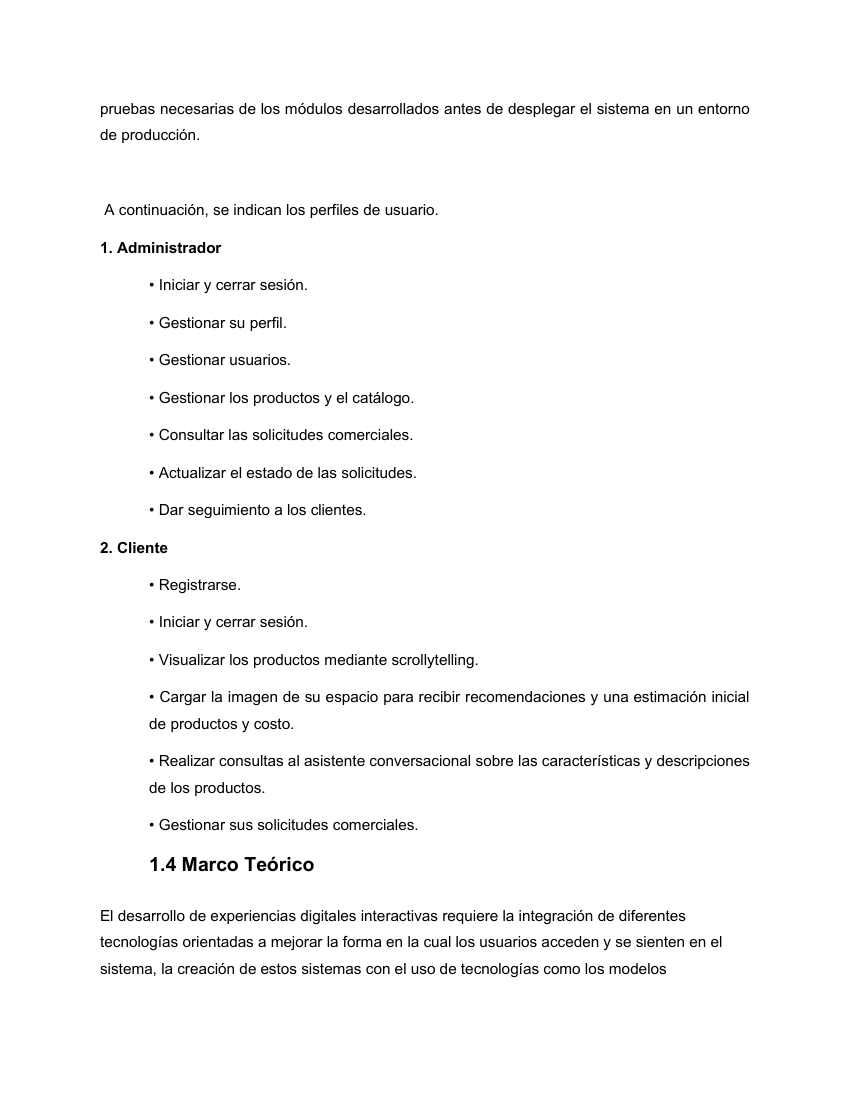 pruebas necesarias de los módulos desarrollados antes de desplegar el sistema en un entorno
de producción.
A continuación, se indican los perfiles de usuario.
1. Administrador
• Iniciar y cerrar sesión.
• Gestionar su perfil.
• Gestionar usuarios.
• Gestionar los productos y el catálogo.
• Consultar las solicitudes comerciales.
• Actualizar el estado de las solicitudes.
• Dar seguimiento a los clientes.
2. Cliente
• Registrarse.
• Iniciar y cerrar sesión.
• Visualizar los productos mediante scrollytelling.
• Cargar la imagen de su espacio para recibir recomendaciones y una estimación inicial
de productos y costo.
• Realizar consultas al asistente conversacional sobre las características y descripciones
de los productos.
• Gestionar sus solicitudes comerciales.
1.4 Marco Teórico
El desarrollo de experiencias digitales interactivas requiere la integración de diferentes
tecnologías orientadas a mejorar la forma en la cual los usuarios acceden y se sienten en el
sistema, la creación de estos sistemas con el uso de tecnologías como los modelos